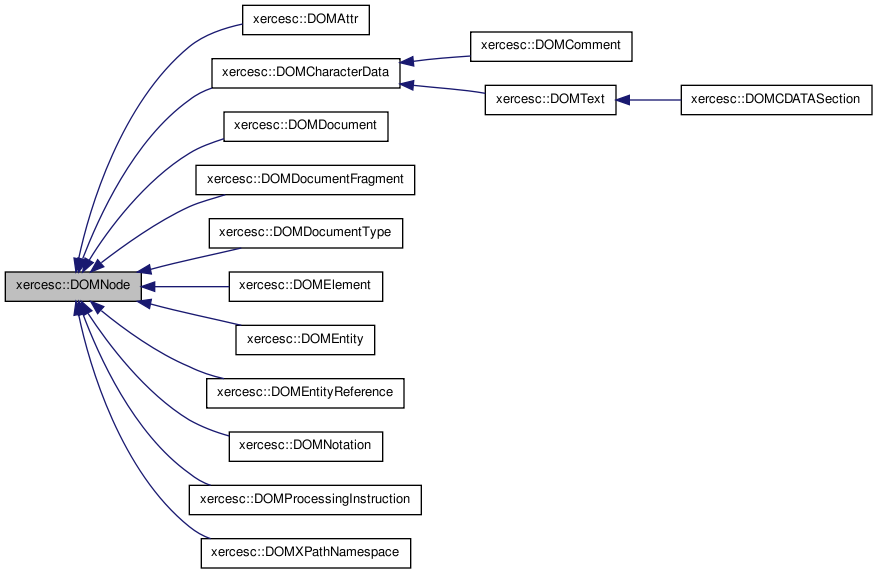 xercesc::DOMAttr
xercesc::DOMComment
xercesc::DOMCharacterData
xercesc::DOMText
xercesc::DOMCDATASection
xercesc::DOMDocument
xercesc::DOMDocumentFragment
xercesc::DOMDocumentType
xercesc::DOMNode
xercesc::DOMElement
xercesc::DOMEntity
xercesc::DOMEntityReference
xercesc::DOMNotation
xercesc::DOMProcessingInstruction
xercesc::DOMXPathNamespace